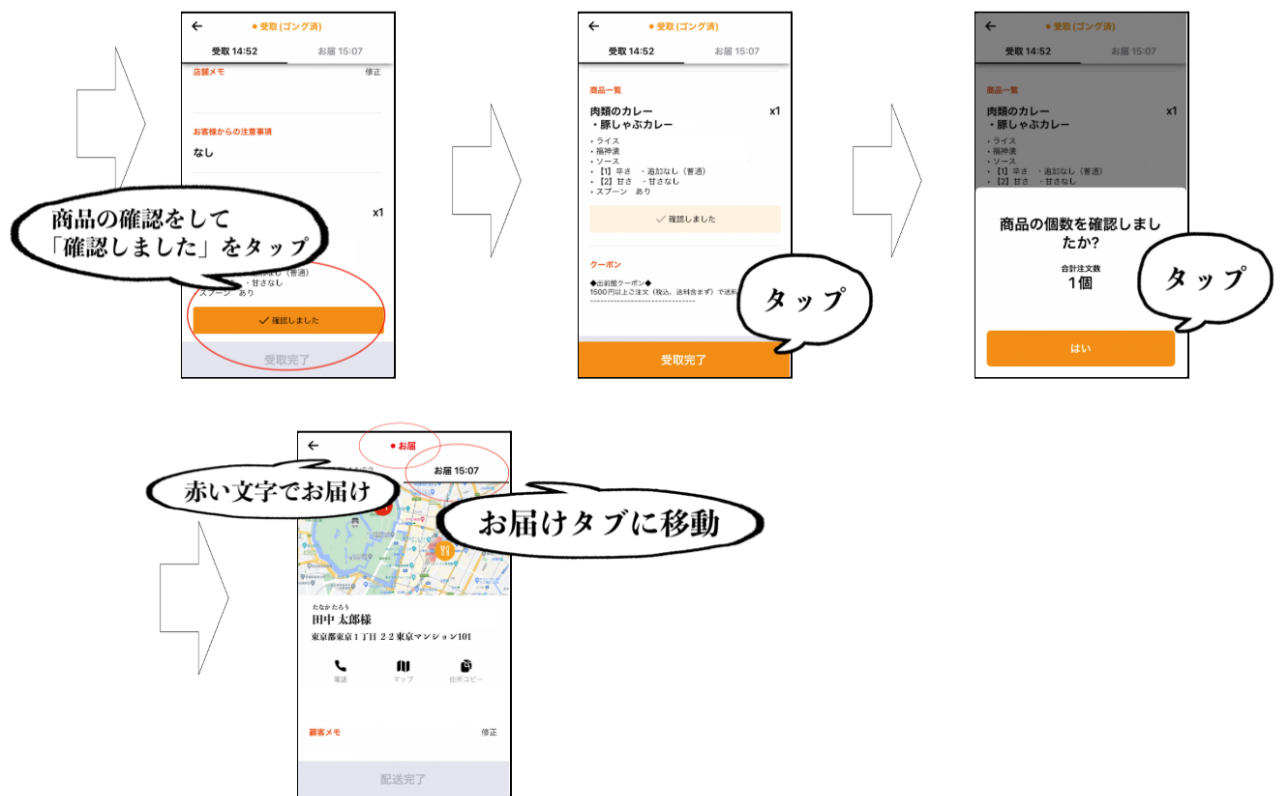 ● 受取 (ゴング済)
受取 14:52
お届 15:07
店舗メモ
修正
お客様からの注意事項
なし
x1
商品の確認をして
「確認しました」をタップ
(普通)
・甘さなし
・スプーン あり
✓ 確認しました
受取完了
● 受取 (ゴング済)
受取 14:52
お届 15:07
商品一覧
肉類のカレー
x1
・豚しゃぶカレー
・ライス
・福神漬
・ソース
・【1】辛さ ・追加なし（普通）
・【2】甘さ ・甘さなし
・スプーン あり
✓ 確認しました
クーポン
◆出前館クーポン◆
1500円以上ご注文（税込、送料含まず）で送料
--------------------------------
タップ
受取完了
● 受取 (ゴング済)
受取 14:52
お届 15:07
商品一覧
肉類のカレー
x1
・豚しゃぶカレー
・ライス
・福神漬
・ソース
・【1】辛さ ・追加なし（普通）
・【2】甘さ ・甘さなし
商品の個数を確認しまし
たか?
合計注文数
1個
タップ
はい
● お届
お届 15:07
赤い文字でお届け
お届けタブに移動
たなか たろう
田中 太郎様
東京都東京1丁目 2-2 東京マンション101
電話
マップ
住所コピー
顧客メモ
修正
配送完了